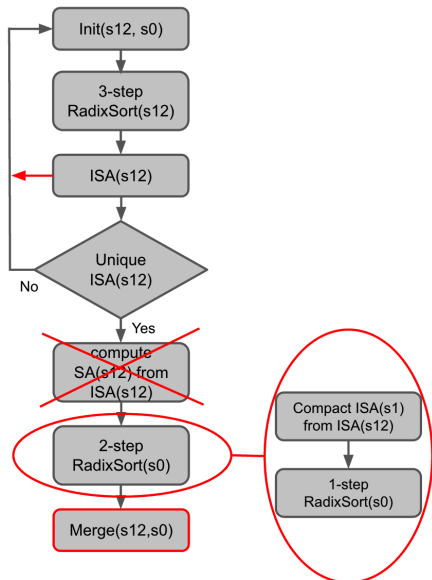 Init(s12, s0)
3-step
RadixSort(s12)
ISA(s12)
Unique
ISA(s12)
No
Yes
compute
SA(s12) from
ISA(s12)
2-step
RadixSort(s0)
Merge(s12,s0)
Compact ISA(s1)
from ISA(s12)
1-step
RadixSort(s0)